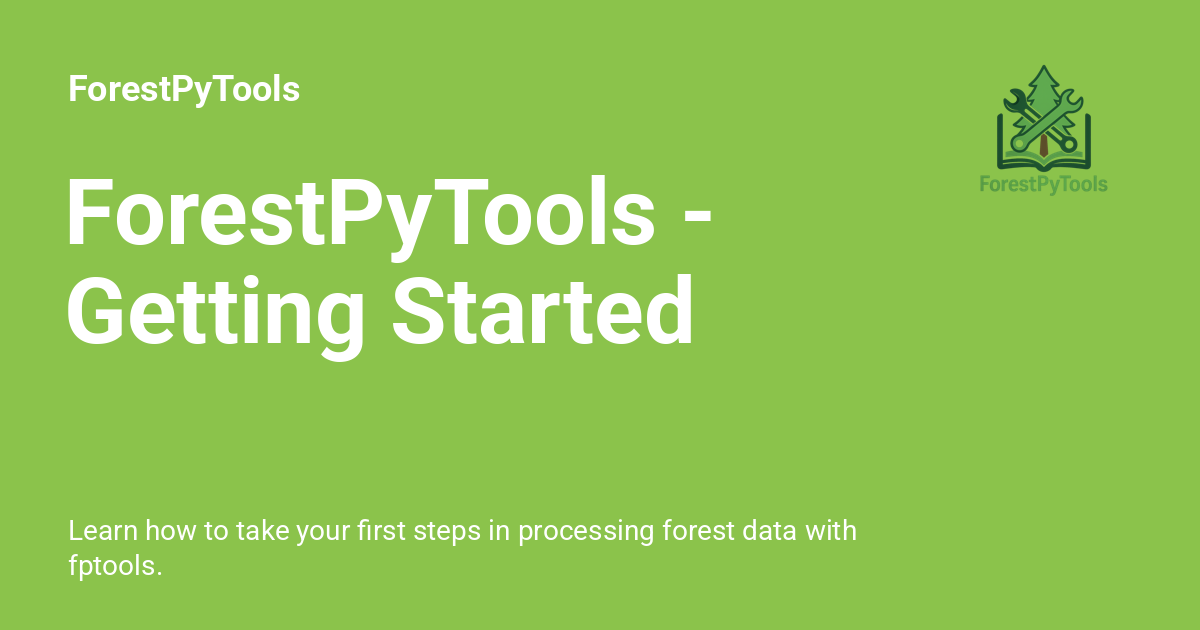 ForestPyTools
ForestPyTools
ForestPyTools -
Getting Started
Learn how to take your first steps in processing forest data with
fptools.